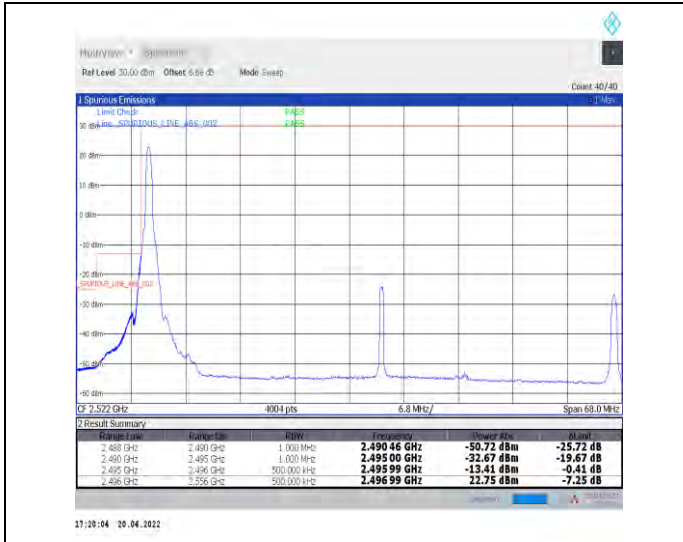 MultiView Spectrum
Ref Level 30.00 dBm Offset 6.68 dB Mode Sweep
Count 40/40
1 Spurious Emissions
Limit Check PASS
30 dBm Line _SPURIOUS_LINE_ABS_002 PASS
20 dBm
10 dBm
0 dBm
-10 dBm
-20 dBm
_SPURIOUS_LINE_ABS_002
-30 dBm
-40 dBm
-50 dBm
-60 dBm
CF 2.522 GHz 4004 pts 6.8 MHz/ Span 68.0 MHz
2 Result Summary
Range Low Range Up RBW Frequency Power Abs ΔLimit
2.488 GHz 2.490 GHz 1.000 MHz 2.490 46 GHz -50.72 dBm -25.72 dB
2.490 GHz 2.495 GHz 1.000 MHz 2.495 00 GHz -32.67 dBm -19.67 dB
2.495 GHz 2.496 GHz 500.000 kHz 2.495 99 GHz -13.41 dBm -0.41 dB
2.496 GHz 2.556 GHz 500.000 kHz 2.496 99 GHz 22.75 dBm -7.25 dB
17:20:04 20.04.2022